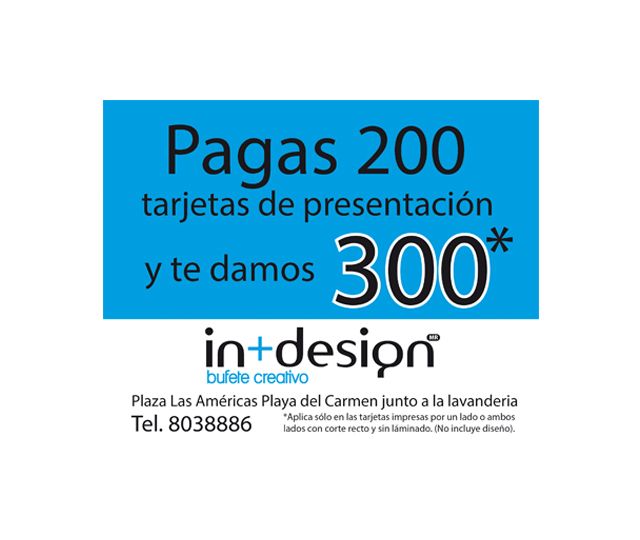 Pagas 200
tarjetas de presentación
y te damos 300*
in+design MR
bufete creativo
Plaza Las Américas Playa del Carmen junto a la lavanderia
Tel. 8038886
*Aplica sólo en las tarjetas impresas por un lado o ambos
lados con corte recto y sin láminado. (No incluye diseño).